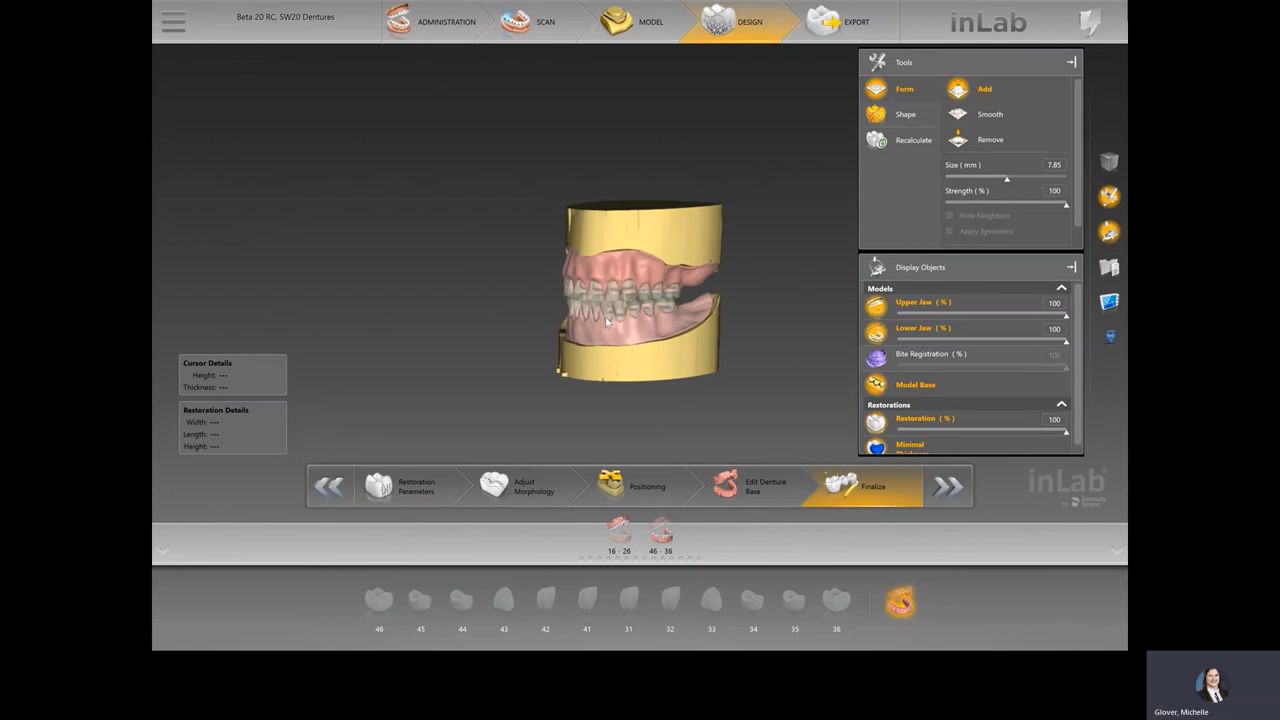 Beta 20 RC, SW20 Dentures
ADMINISTRATION
SCAN
MODEL
DESIGN
EXPORT
inLab
Tools
Form
Add
Shape
Smooth
Recalculate
Remove
Size ( mm )
7.85
Strength ( % )
100
Hide Neighbors
Apply Symmetric
Display Objects
Models
Upper Jaw ( % )
100
Lower Jaw ( % )
100
Bite Registration ( % )
100
Model Base
Restorations
Restoration ( % )
100
Minimal
Cursor Details
Height: ---
Thickness: ---
Restoration Details
Width: ---
Length: ---
Height: ---
Restoration
Parameters
Adjust
Morphology
Positioning
Edit Denture
Base
Finalize
inLab
by Dentsply
Sirona
16 - 26
46 - 36
46
45
44
43
42
41
31
32
33
34
35
36
Glover, Michelle